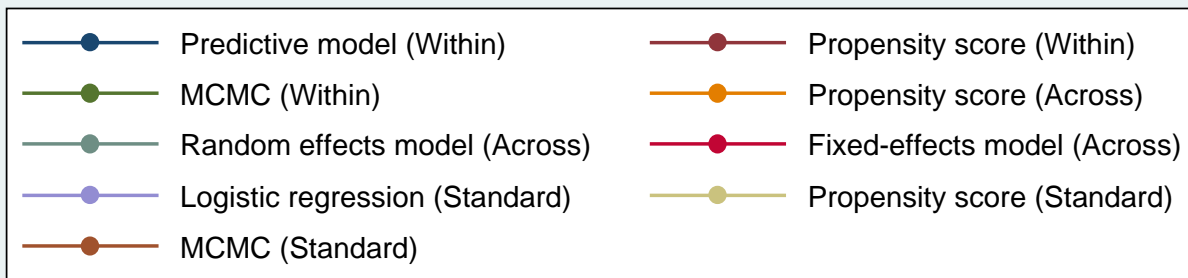 Predictive model (Within)
Propensity score (Within)
MCMC (Within)
Propensity score (Across)
Random effects model (Across)
Fixed-effects model (Across)
Logistic regression (Standard)
Propensity score (Standard)
MCMC (Standard)